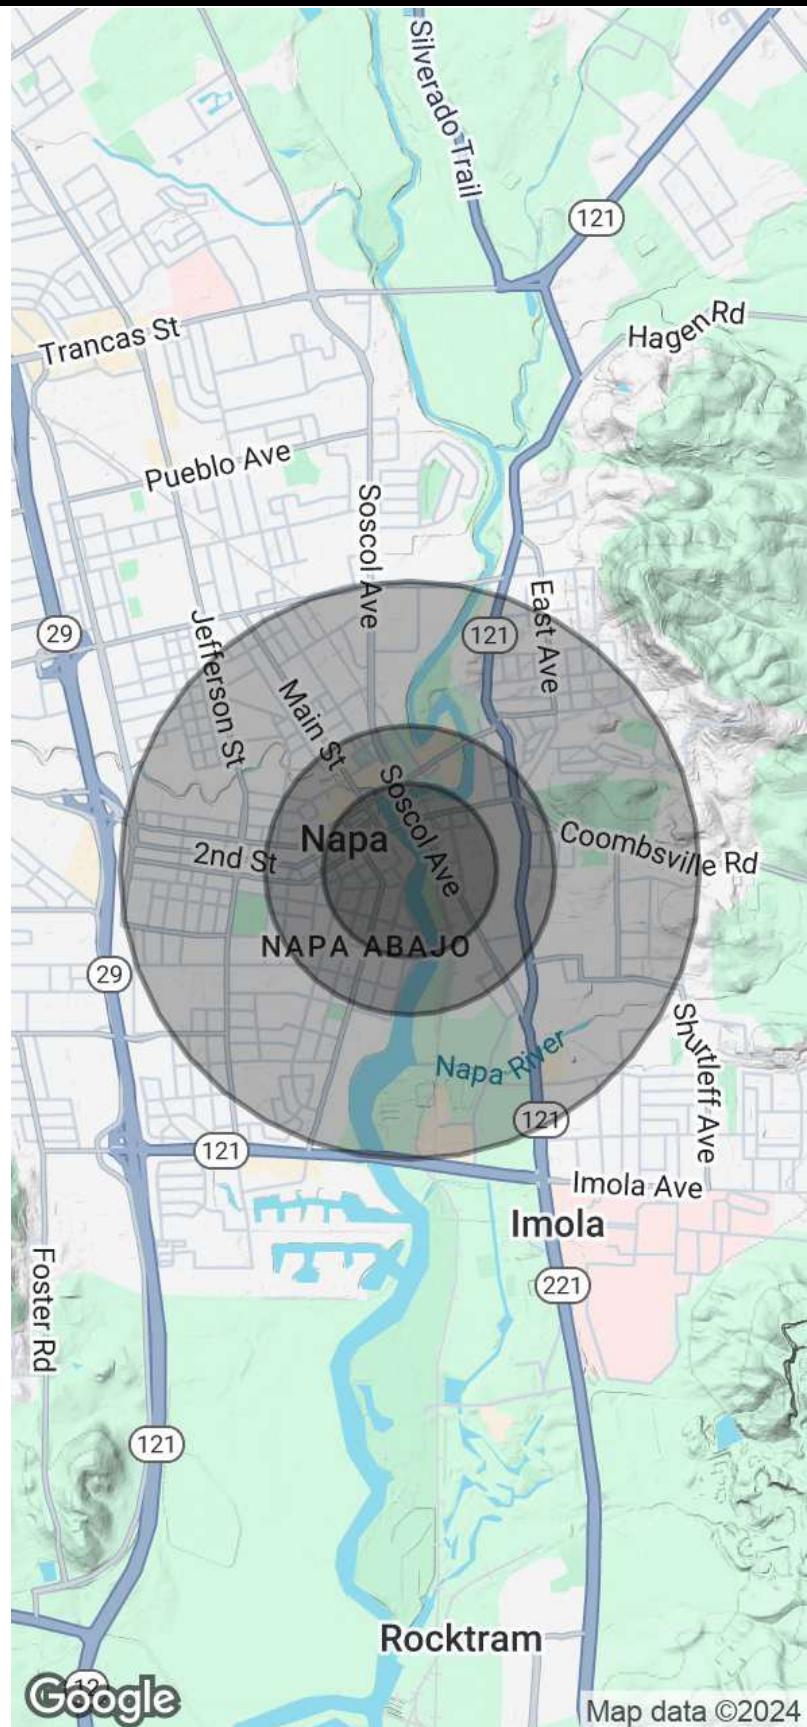 Silverado Trail
121
Hagen Rd
Trancas St
Pueblo Ave
Soscol Ave
East Ave
29
121
Jefferson St
Main St
Soscol Ave
Napa
2nd St
Coombsville Rd
NAPA ABAJO
29
Shurtleff Ave
Napa River
121
121
Imola Ave
Imola
Foster Rd
221
121
Rocktram
12
Google
Map data ©2024